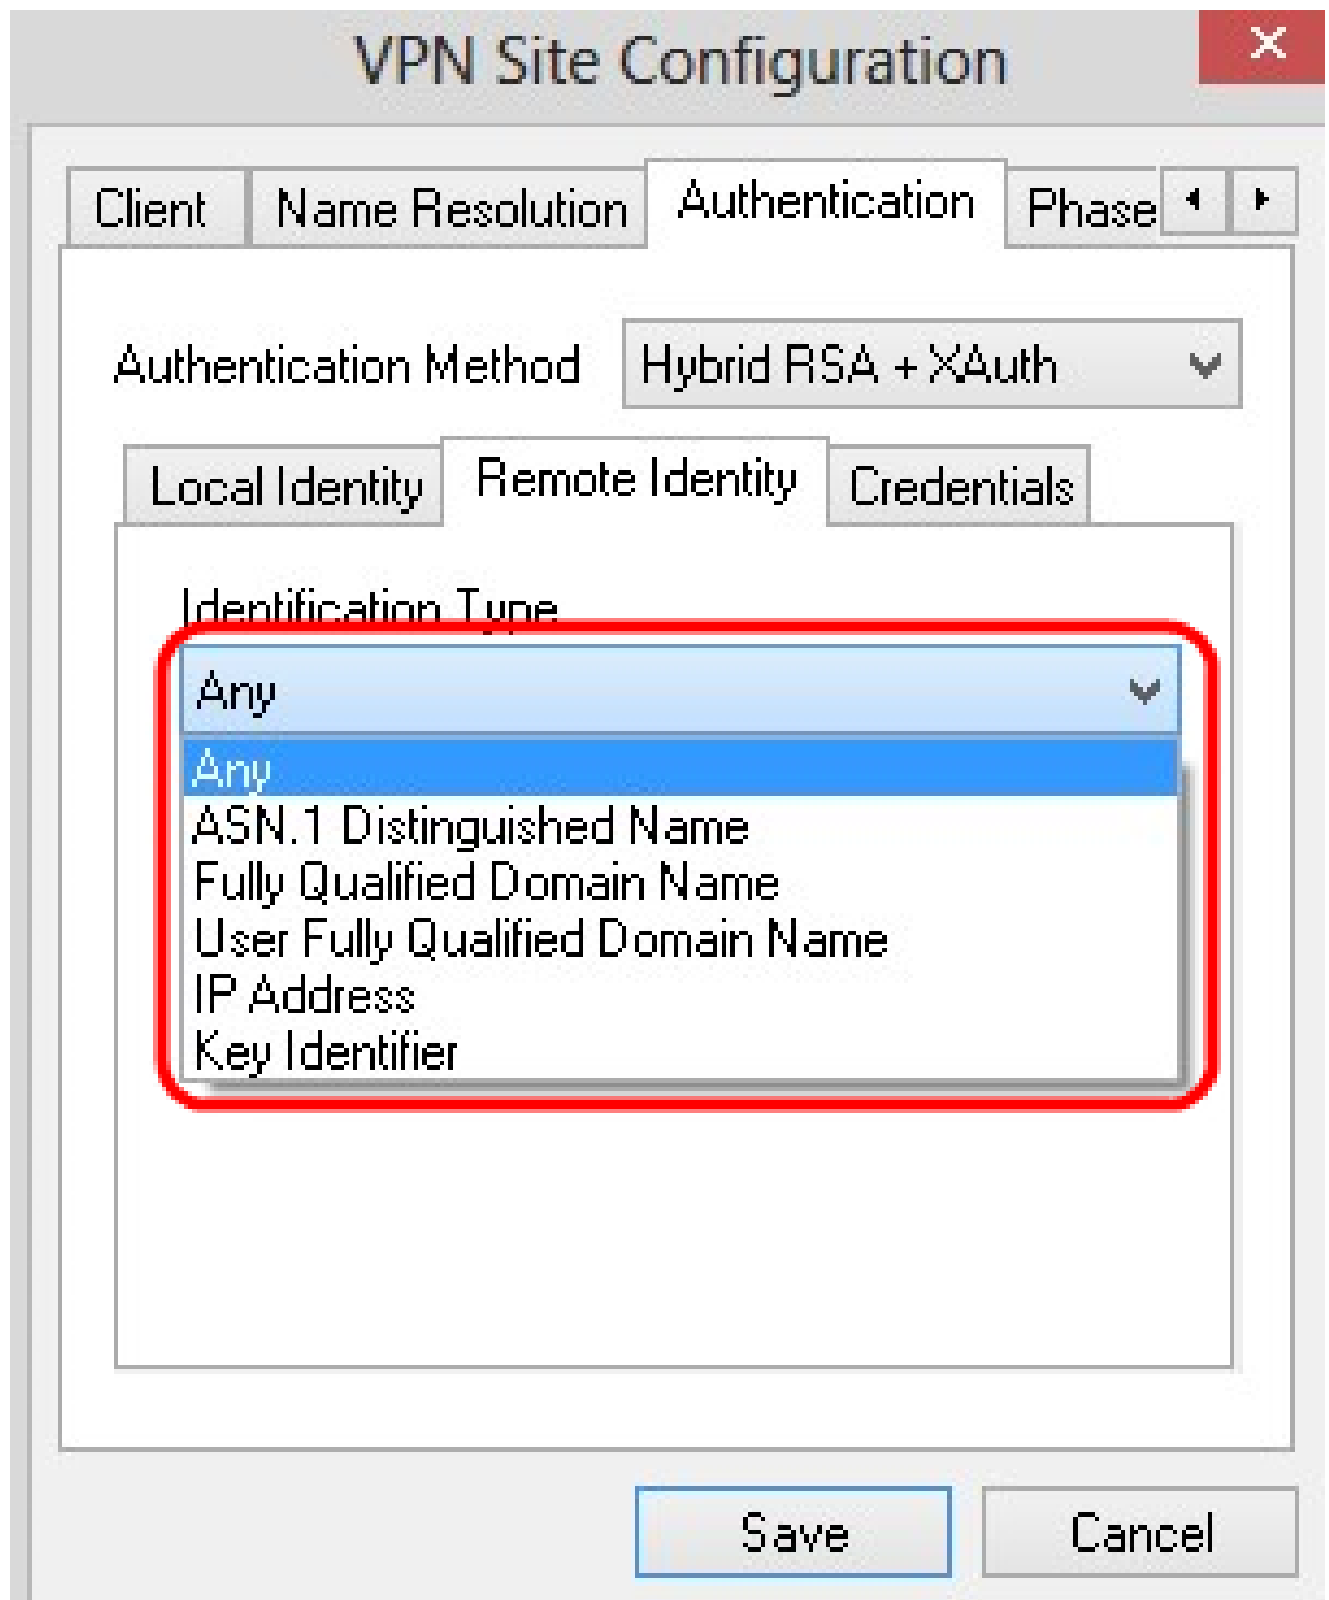 VPN Site Configuration
Client Name Resolution Authentication Phase
Authentication Method Hybrid RSA + XAuth
Local Identity Remote Identity Credentials
Identification Type
Any
Any
ASN.1 Distinguished Name
Fully Qualified Domain Name
User Fully Qualified Domain Name
IP Address
Key Identifier
Save Cancel